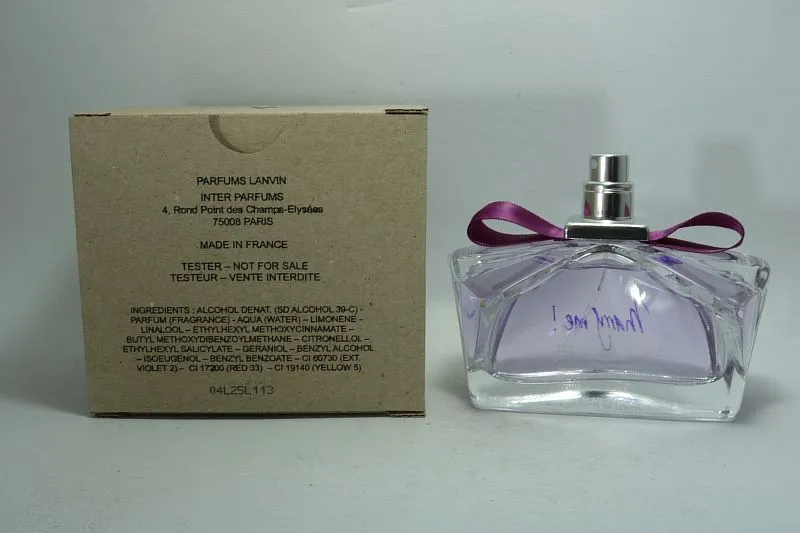 PARFUMS LANVIN
INTER PARFUMS
4, Rond Point des Champs-Elysées
75008 PARIS
MADE IN FRANCE
TESTER – NOT FOR SALE
TESTEUR – VENTE INTERDITE
INGREDIENTS : ALCOHOL DENAT. (SD ALCOHOL 39-C) -
PARFUM (FRAGRANCE) - AQUA (WATER) – LIMONENE –
LINALOOL – ETHYLHEXYL METHOXYCINNAMATE –
BUTYL METHOXYDIBENZOYLMETHANE – CITRONELLOL –
ETHYLHEXYL SALICYLATE – GERANIOL – BENZYL ALCOHOL
– ISOEUGENOL – BENZYL BENZOATE – CI 60730 (EXT.
VIOLET 2) – CI 17200 (RED 33) – CI 19140 (YELLOW 5)
04L25L113
Marry me!